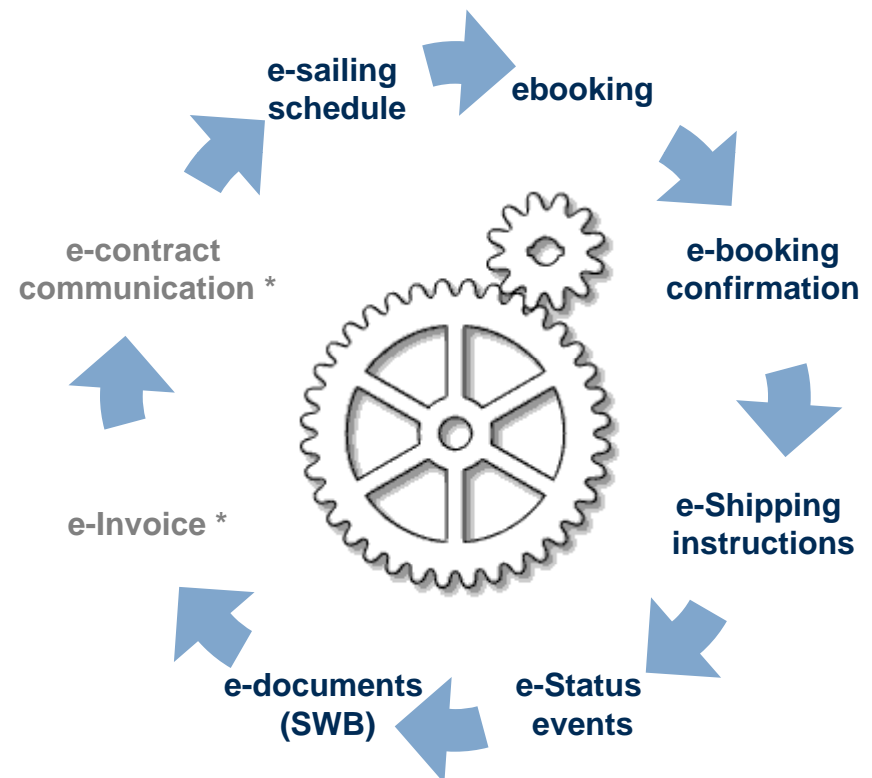 e-sailing
schedule
ebooking
e-booking
confirmation
e-Shipping
instructions
e-Status
events
e-documents
(SWB)
e-Invoice *
e-contract
communication *